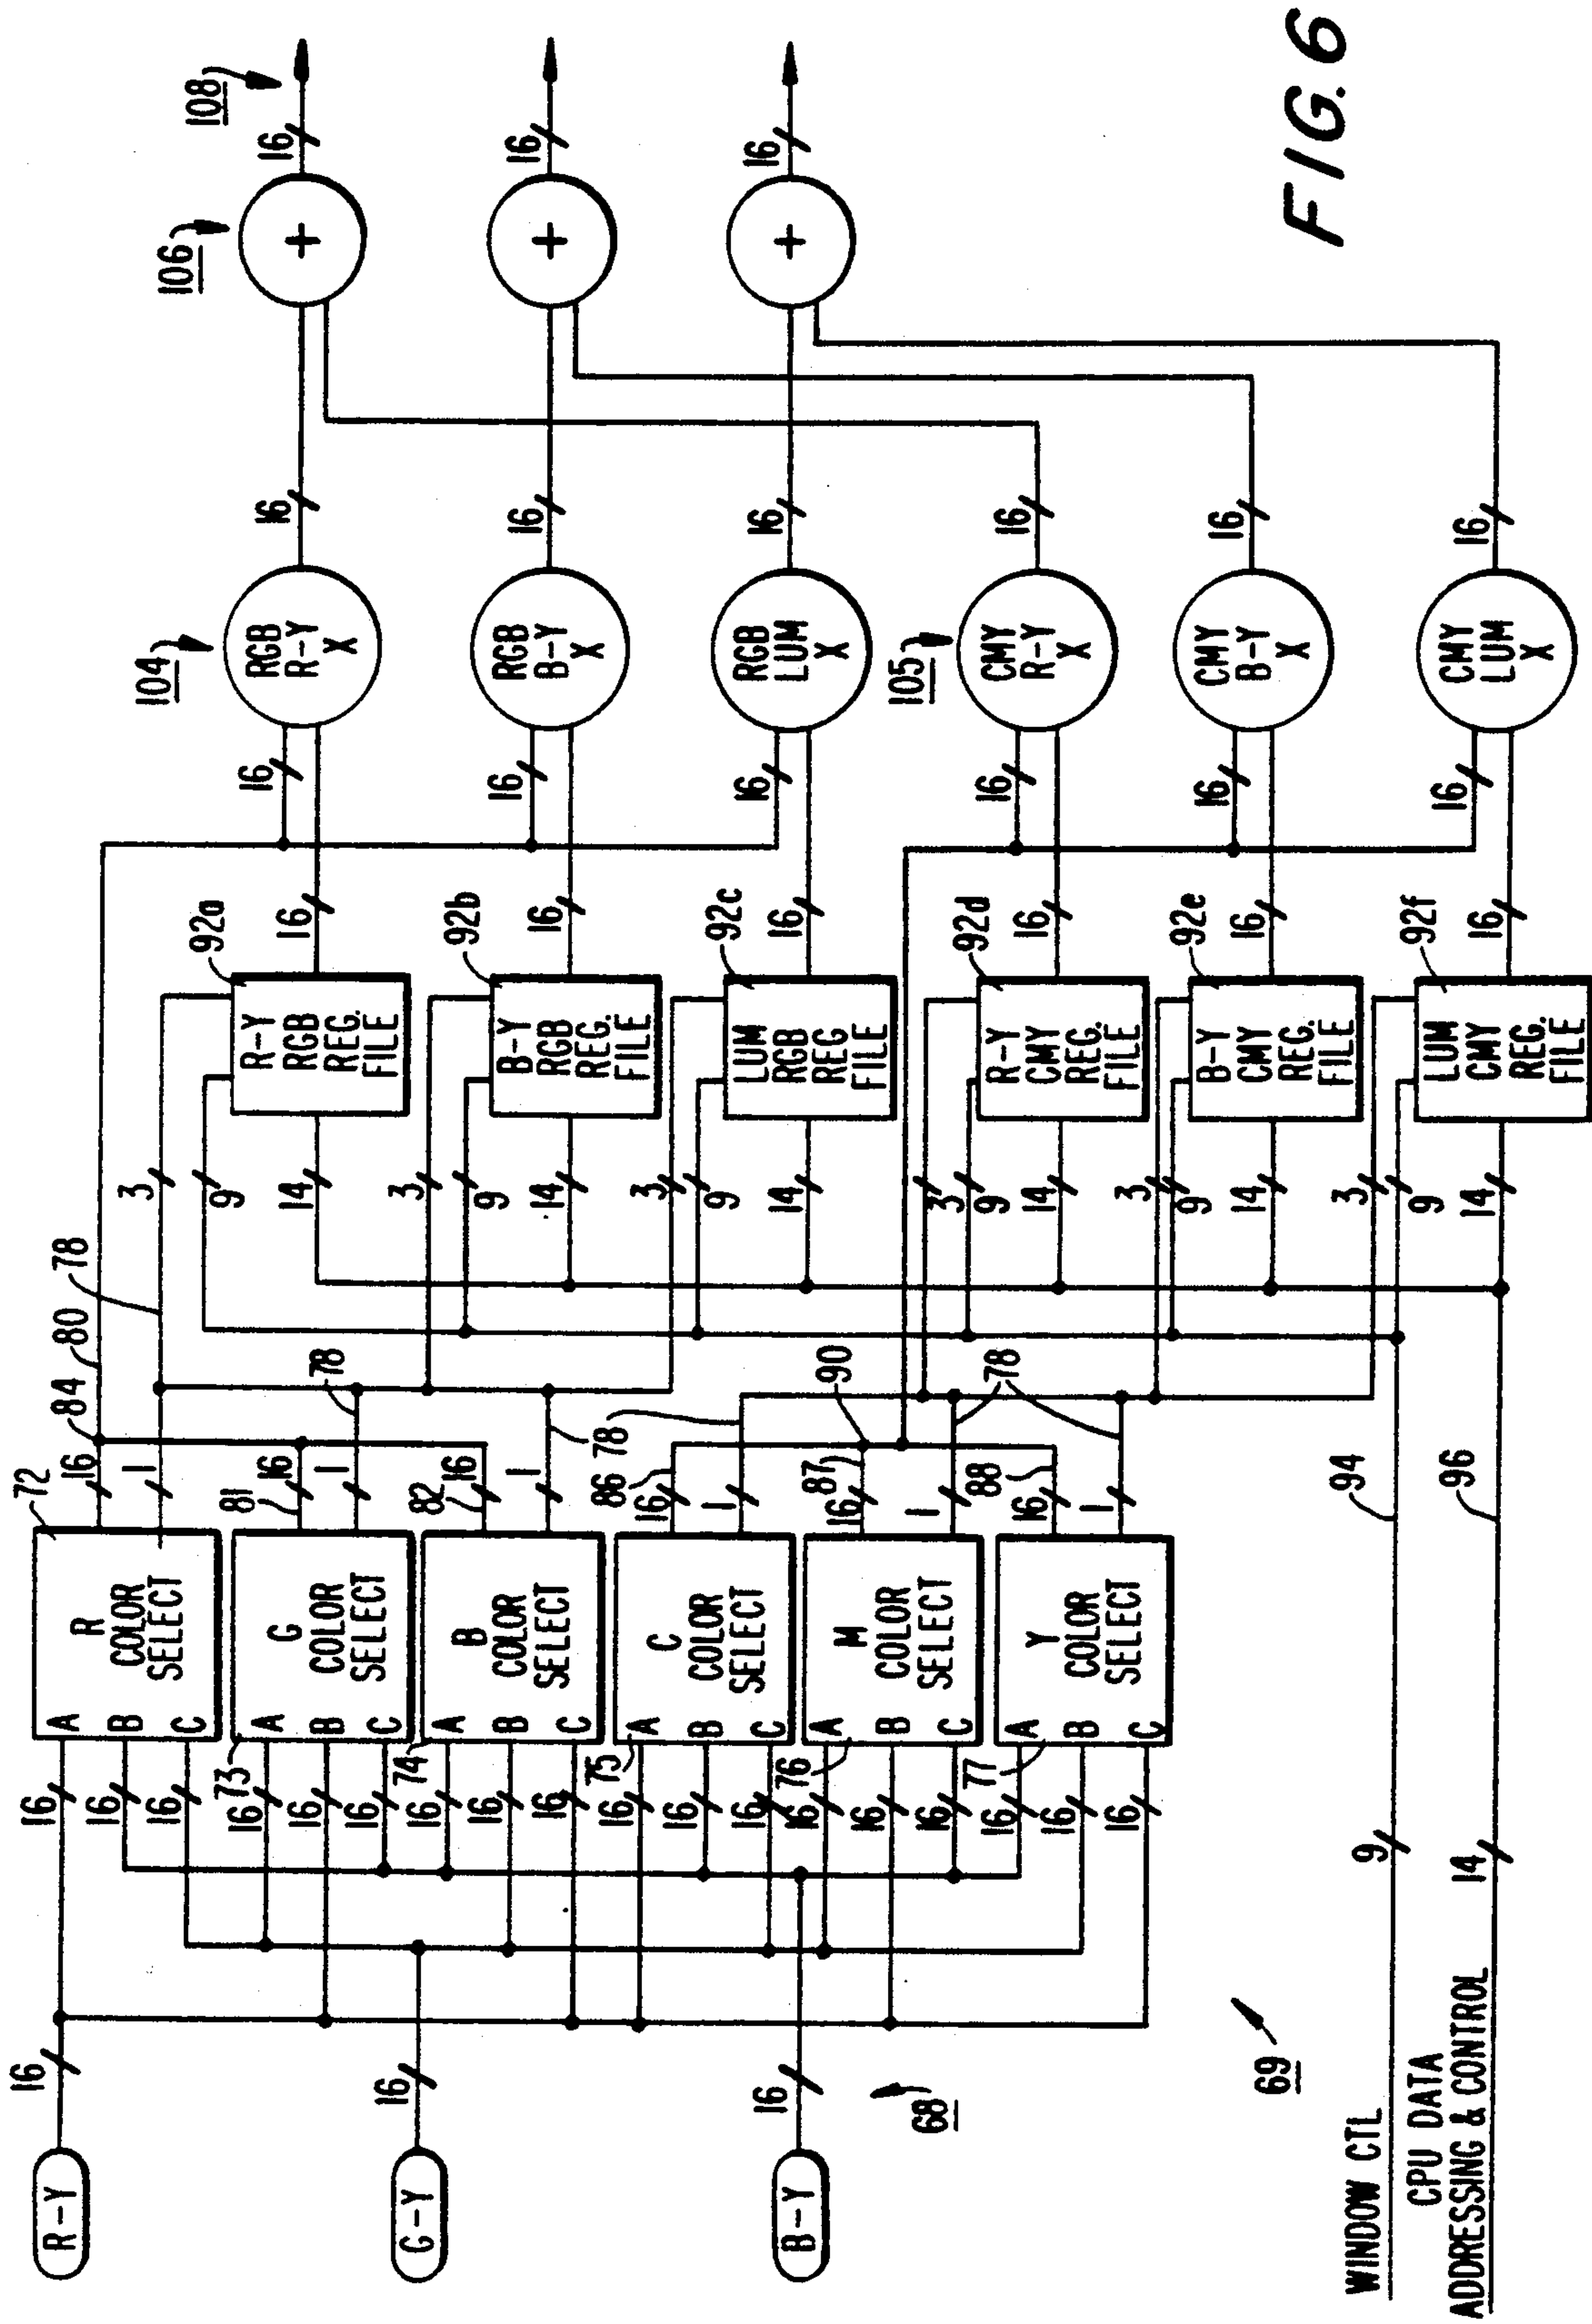 FIG. 6
R-Y
16
G-Y
16
B-Y
16
68
69
WINDOW CTL
9
94
CPU DATA
ADDRESSING & CONTROL
14
96
16
16
16
A
B
C
R
COLOR
SELECT
72
16
1
84
80
78
73
16
16
16
A
B
C
G
COLOR
SELECT
81
16
1
78
74
16
16
16
A
B
C
B
COLOR
SELECT
82
16
1
78
75
16
16
16
A
B
C
C
COLOR
SELECT
86
16
1
76
16
16
16
A
B
C
M
COLOR
SELECT
87
16
1
90
78
77
16
16
16
A
B
C
Y
COLOR
SELECT
88
16
1
3
9
14
R-Y
RGB
REG.
FILE
92a
16
3
9
14
B-Y
RGB
REG.
FILE
92b
16
3
9
14
LUM
RGB
REG
FILE
92c
16
3
9
14
R-Y
CMY
REG.
FILE
92d
16
3
9
14
B-Y
CMY
REG.
FILE
92e
16
3
9
14
LUM
CMY
REG.
FILE
92f
16
16
104
RGB
R-Y
X
16
16
RGB
B-Y
X
16
16
RGB
LUM
X
16
16
105
CMY
R-Y
X
16
16
CMY
B-Y
X
16
16
CMY
LUM
X
16
106
+
16
108
+
16
+
16